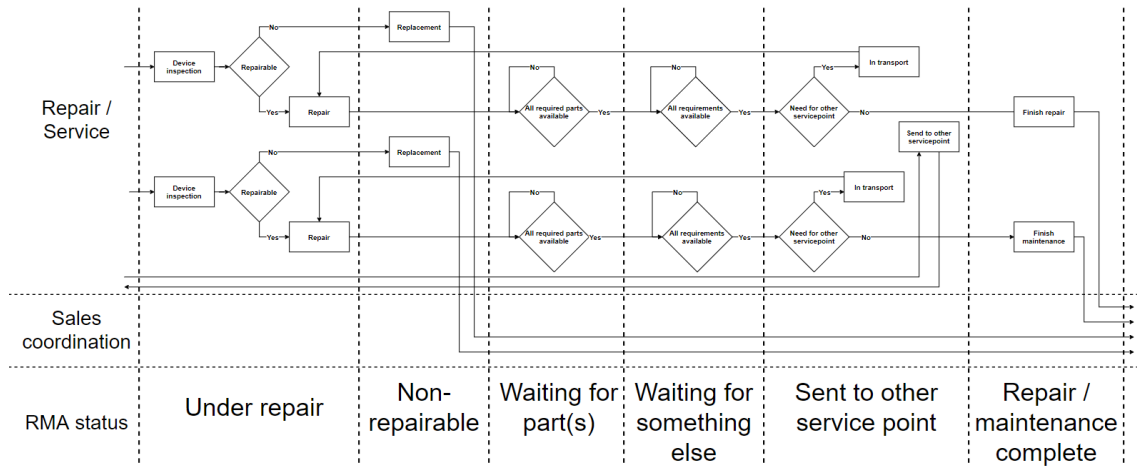 No
Replacement
Repair /
Service
Device
inspection
Repairable
Yes
Repair
No
All required parts
available
Yes
No
All requirements
available
Yes
Need for other
servicepoint
Yes
In transport
No
Finish repair
Send to other
servicepoint
No
Replacement
Device
inspection
Repairable
Yes
Repair
No
All required parts
available
Yes
No
All requirements
available
Yes
Need for other
servicepoint
Yes
In transport
No
Finish
maintenance
Sales
coordination
RMA status
Under repair
Non-
repairable
Waiting for
part(s)
Waiting for
something
else
Sent to other
service point
Repair /
maintenance
complete